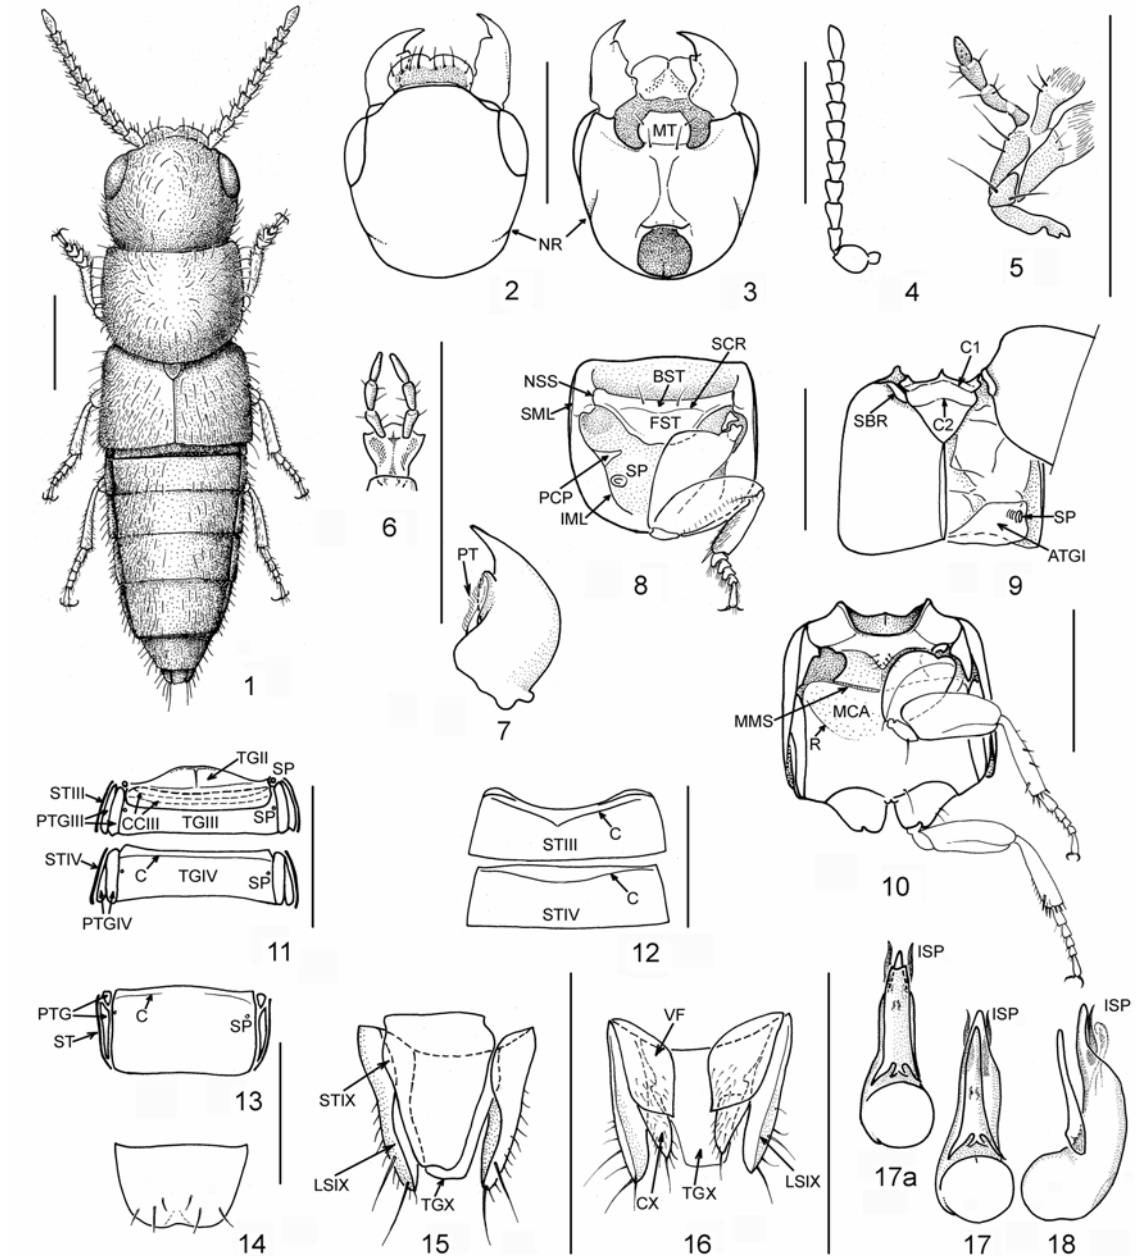 1
NR
2
MT
3
4
5
6
PT
7
SCR
BST
NSS
SML
FST
SP
PCP
IML
8
C1
SBR
C2
SP
ATGI
9
MMS
MCA
R
10
TGII
SP
STIII
PTGIII
CCIII
TGIII
SP
STIV
C
TGIV
SP
PTGIV
11
C
STIII
C
STIV
12
PTG
C
SP
ST
13
14
STIX
LSIX
TGX
15
VF
CX
TGX
LSIX
16
ISP
17a
ISP
17
ISP
18